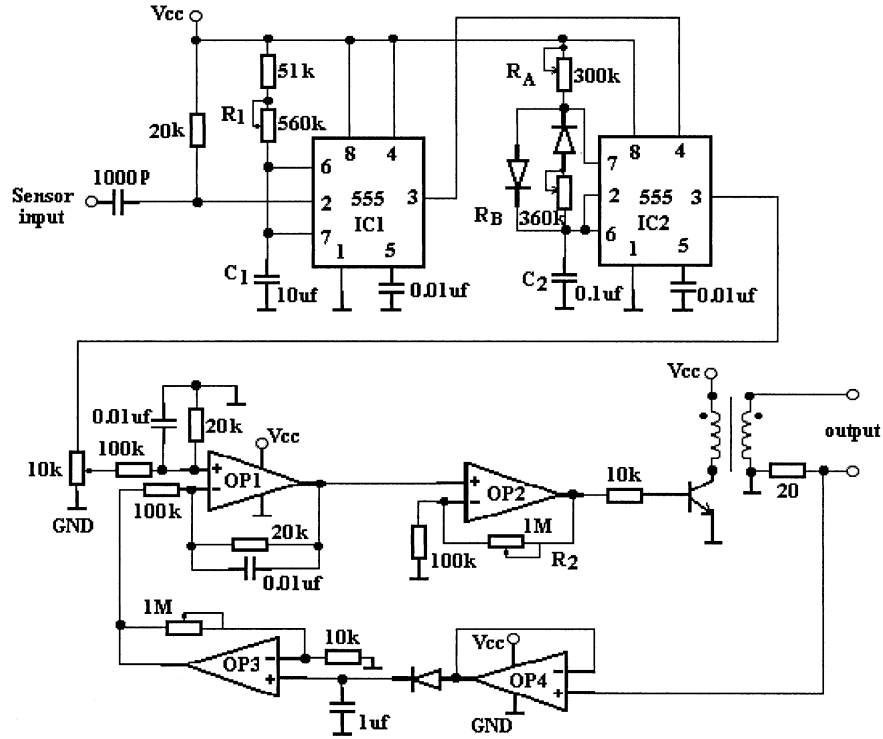 Vcc
51k
R1
560k
20k
1000P
Sensor
input
8
4
6
2
7
3
555
IC1
1
5
C1
10uf
0.01uf
RA
300k
RB
360k
8
4
7
2
6
3
555
IC2
1
5
C2
0.1uf
0.01uf
0.01uf
20k
Vcc
100k
10k
GND
+
−
OP1
100k
20k
0.01uf
+
−
OP2
1M
R2
100k
10k
Vcc
output
20
1M
OP3
−
+
10k
1uf
Vcc
OP4
−
+
GND